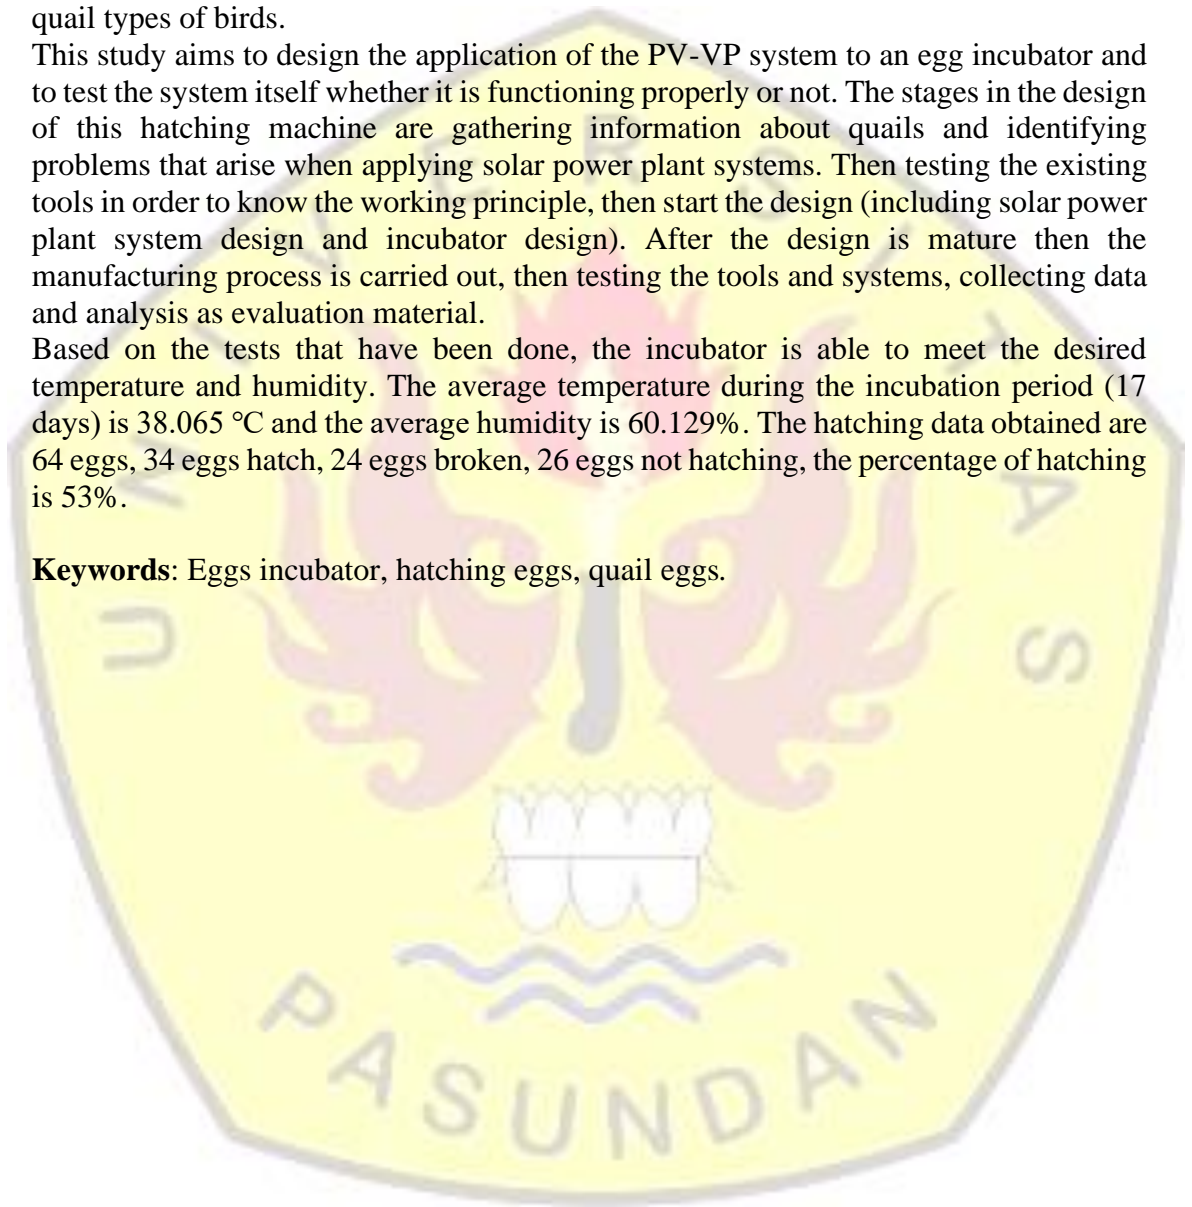 quail types of birds.
This study aims to design the application of the PV-VP system to an egg incubator and
to test the system itself whether it is functioning properly or not. The stages in the design
of this hatching machine are gathering information about quails and identifying
problems that arise when applying solar power plant systems. Then testing the existing
tools in order to know the working principle, then start the design (including solar power
plant system design and incubator design). After the design is mature then the
manufacturing process is carried out, then testing the tools and systems, collecting data
and analysis as evaluation material.
Based on the tests that have been done, the incubator is able to meet the desired
temperature and humidity. The average temperature during the incubation period (17
days) is 38.065 °C and the average humidity is 60.129%. The hatching data obtained are
64 eggs, 34 eggs hatch, 24 eggs broken, 26 eggs not hatching, the percentage of hatching
is 53%.
Keywords: Eggs incubator, hatching eggs, quail eggs.
UNIVERSITAS
PASUNDAN